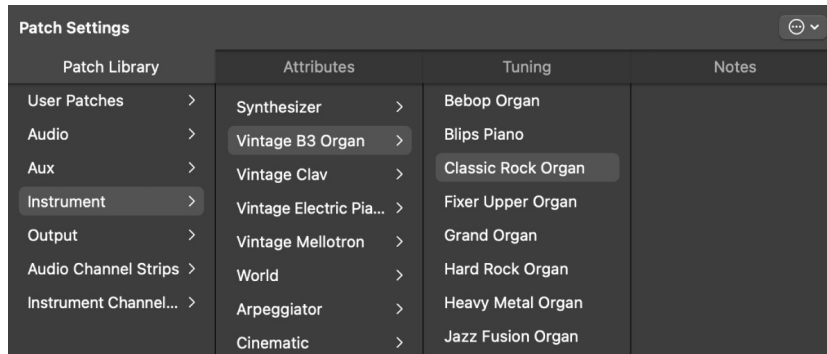 Patch Settings
Patch Library
Attributes
Tuning
Notes
User Patches
Audio
Aux
Instrument
Output
Audio Channel Strips
Instrument Channel...
Synthesizer
Vintage B3 Organ
Vintage Clav
Vintage Electric Pia...
Vintage Mellotron
World
Arpeggiator
Cinematic
Bebop Organ
Blips Piano
Classic Rock Organ
Fixer Upper Organ
Grand Organ
Hard Rock Organ
Heavy Metal Organ
Jazz Fusion Organ